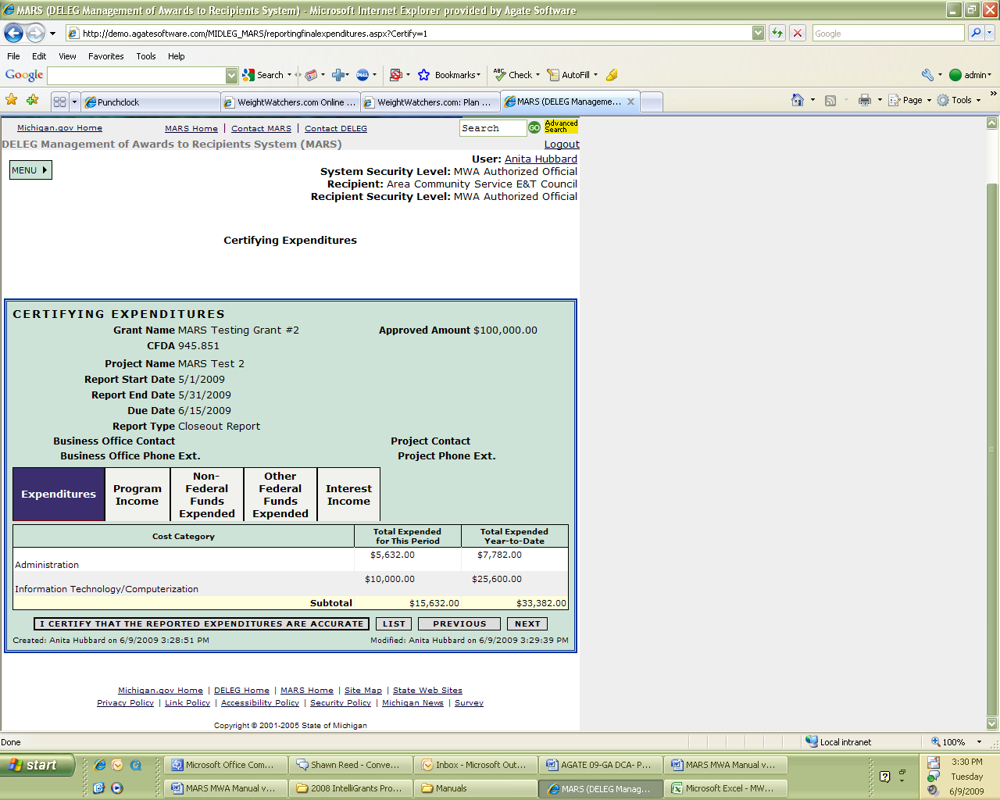 MARS (DELEG Management of Awards to Recipients System) - Microsoft Internet Explorer provided by Agate Software
http://demo.agatesoftware.com/MIDLEG_MARS/reportingfinalexpenditures.aspx?Certify=1
Google
File Edit View Favorites Tools Help
Google Search Bookmarks Check AutoFill admin
Punchclock WeightWatchers.com Online ... WeightWatchers.com: Plan ... MARS (DELEG Manageme... Page Tools
Michigan.gov Home MARS Home | Contact MARS | Contact DELEG Search GO Advanced Search
DELEG Management of Awards to Recipients System (MARS) Logout
User: Anita Hubbard
MENU
System Security Level: MWA Authorized Official
Recipient: Area Community Service E&T Council
Recipient Security Level: MWA Authorized Official
Certifying Expenditures
CERTIFYING EXPENDITURES
Grant Name MARS Testing Grant #2 Approved Amount $100,000.00
CFDA 945.851
Project Name MARS Test 2
Report Start Date 5/1/2009
Report End Date 5/31/2009
Due Date 6/15/2009
Report Type Closeout Report
Business Office Contact Project Contact
Business Office Phone Ext. Project Phone Ext.
Expenditures
Program Income
Non-Federal Funds Expended
Other Federal Funds Expended
Interest Income
Cost Category Total Expended for This Period Total Expended Year-to-Date
Administration $5,632.00 $7,782.00
Information Technology/Computerization $10,000.00 $25,600.00
Subtotal $15,632.00 $33,382.00
I CERTIFY THAT THE REPORTED EXPENDITURES ARE ACCURATE LIST PREVIOUS NEXT
Created: Anita Hubbard on 6/9/2009 3:28:51 PM Modified: Anita Hubbard on 6/9/2009 3:29:39 PM
Michigan.gov Home | DELEG Home | MARS Home | Site Map | State Web Sites
Privacy Policy | Link Policy | Accessibility Policy | Security Policy | Michigan News | Survey
Copyright © 2001-2005 State of Michigan
Done Local intranet 100%
start Microsoft Office Com... Shawn Reed - Conve... Inbox - Microsoft Out... AGATE 09-GA DCA- P... MARS MWA Manual v... 3:30 PM
Tuesday
MARS MWA Manual v... 2008 IntelliGrants Pro... Manuals MARS (DELEG Manag... Microsoft Excel - MW... 6/9/2009